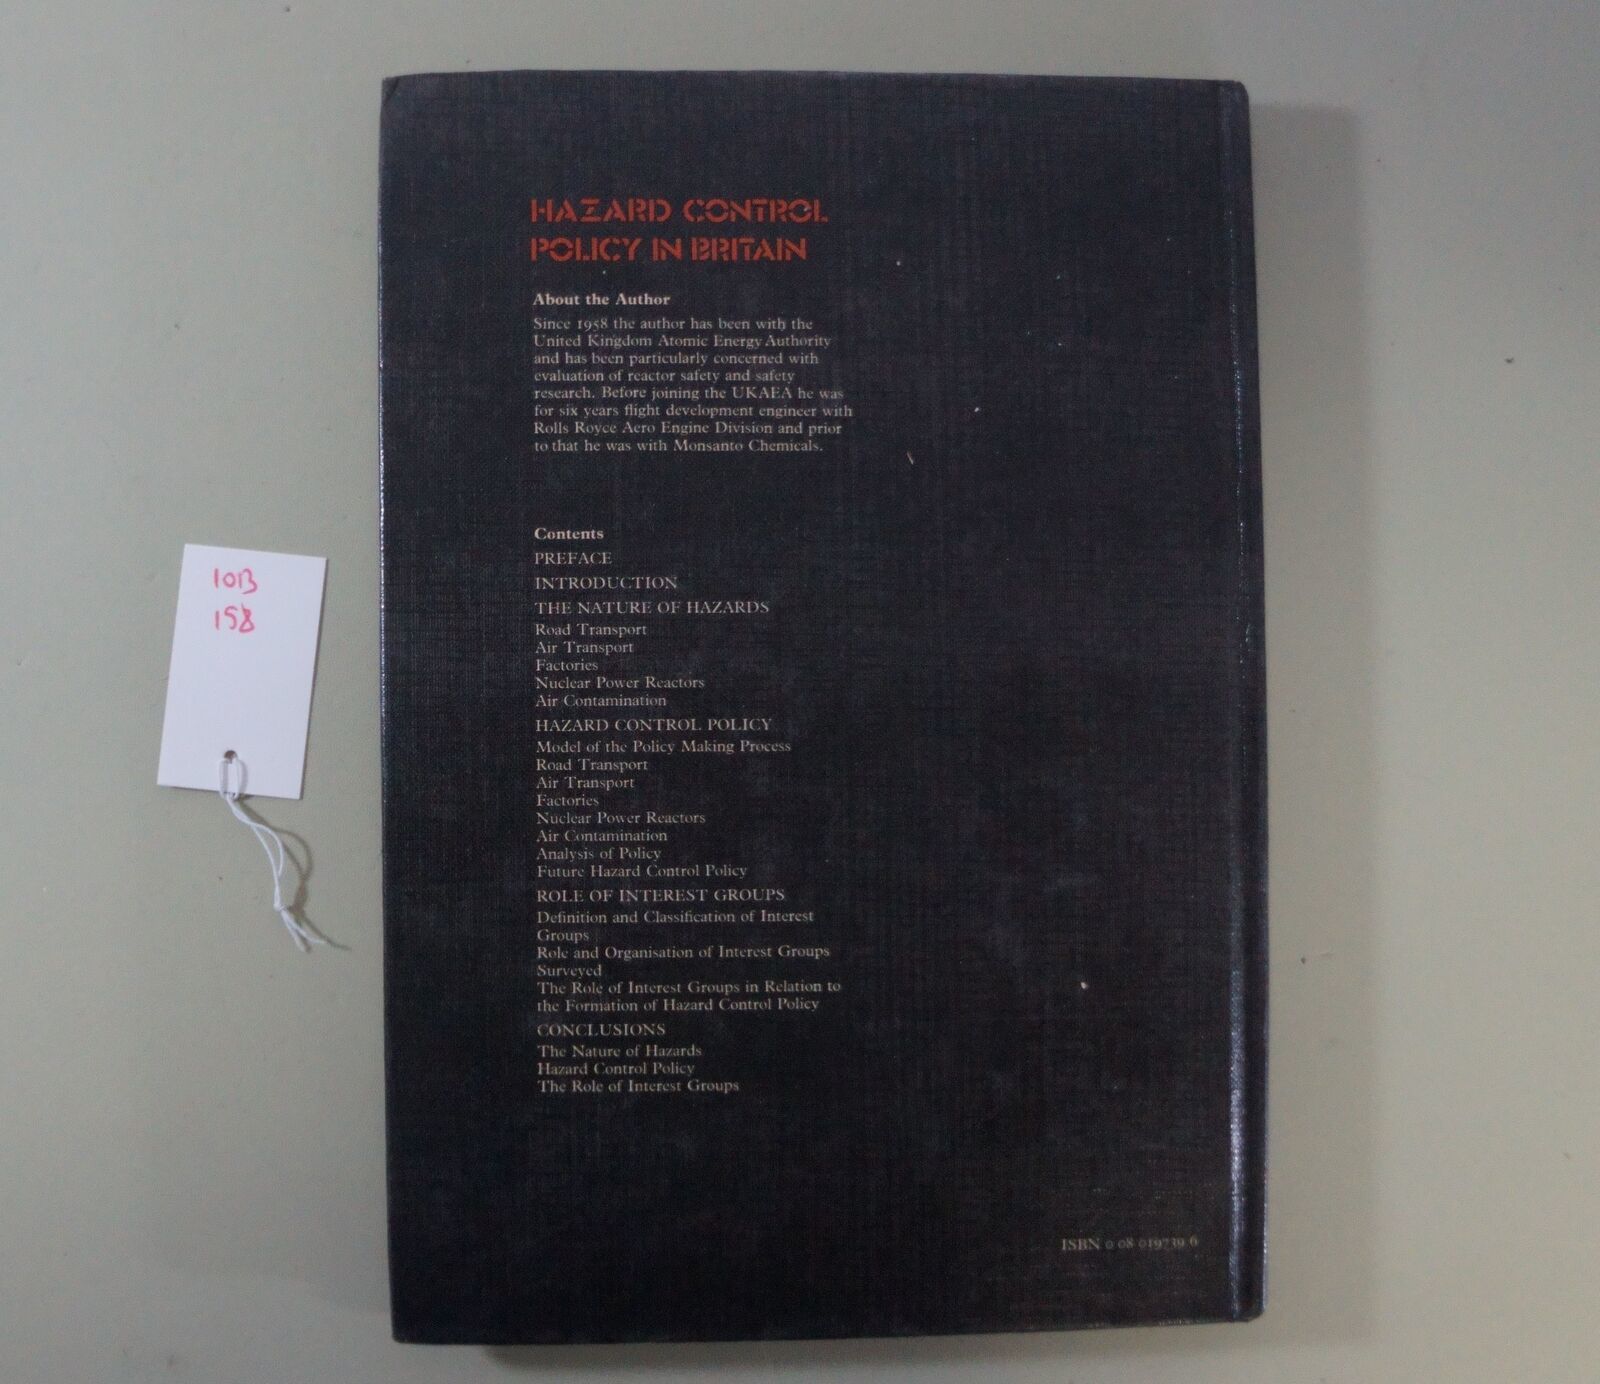 HAZARD CONTROL
POLICY IN BRITAIN
About the Author
Since 1958 the author has been with the
United Kingdom Atomic Energy Authority
and has been particularly concerned with
evaluation of reactor safety and safety
research. Before joining the UKAEA he was
for six years flight development engineer with
Rolls Royce Aero Engine Division and prior
to that he was with Monsanto Chemicals.
Contents
PREFACE
INTRODUCTION
THE NATURE OF HAZARDS
Road Transport
Air Transport
Factories
Nuclear Power Reactors
Air Contamination
HAZARD CONTROL POLICY
Model of the Policy Making Process
Road Transport
Air Transport
Factories
Nuclear Power Reactors
Air Contamination
Analysis of Policy
Future Hazard Control Policy
ROLE OF INTEREST GROUPS
Definition and Classification of Interest
Groups
Role and Organisation of Interest Groups
Surveyed
The Role of Interest Groups in Relation to
the Formation of Hazard Control Policy
CONCLUSIONS
The Nature of Hazards
Hazard Control Policy
The Role of Interest Groups
ISBN 0 08 019739 6
10B
158